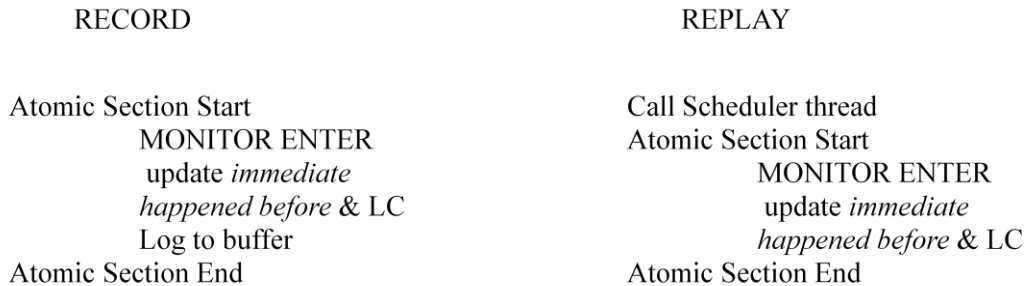 RECORD
Atomic Section Start
MONITOR ENTER
update immediate
happened before & LC
Log to buffer
Atomic Section End
REPLAY
Call Scheduler thread
Atomic Section Start
MONITOR ENTER
update immediate
happened before & LC
Atomic Section End